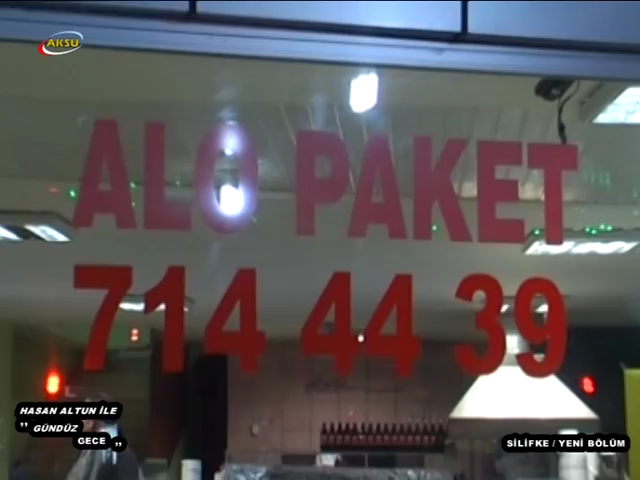 AKSU
ALO PAKET
714 44 39
HASAN ALTUN İLE
" GÜNDÜZ
GECE "
SİLİFKE / YENİ BÖLÜM